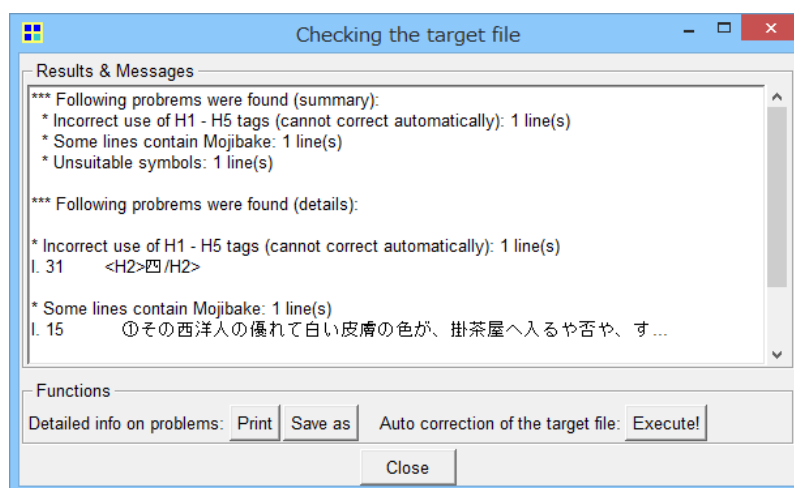 Checking the target file
Results & Messages
*** Following probrems were found (summary):
* Incorrect use of H1 - H5 tags (cannot correct automatically): 1 line(s)
* Some lines contain Mojibake: 1 line(s)
* Unsuitable symbols: 1 line(s)
*** Following probrems were found (details):
* Incorrect use of H1 - H5 tags (cannot correct automatically): 1 line(s)
l. 31 <H2>四/H2>
* Some lines contain Mojibake: 1 line(s)
l. 15 ①その西洋人の優れて白い皮膚の色が、掛茶屋へ入るや否や、す...
Functions
Detailed info on problems: Print Save as Auto correction of the target file: Execute!
Close